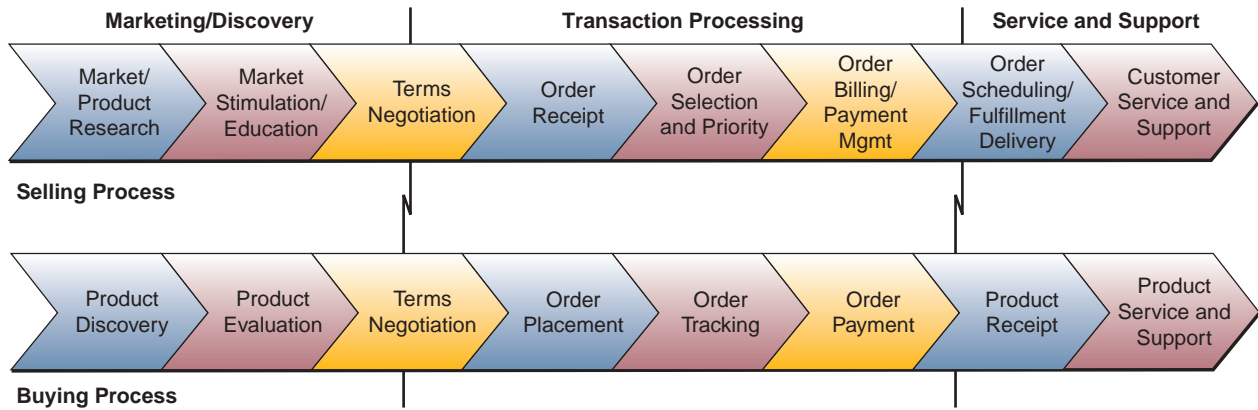 Marketing/Discovery
Transaction Processing
Service and Support
Market/
Product
Research
Market
Stimulation/
Education
Terms
Negotiation
Order
Receipt
Order
Selection
and Priority
Order
Billing/
Payment
Mgmt
Order
Scheduling/
Fulfillment
Delivery
Customer
Service and
Support
Selling Process
Product
Discovery
Product
Evaluation
Terms
Negotiation
Order
Placement
Order
Tracking
Order
Payment
Product
Receipt
Product
Service and
Support
Buying Process